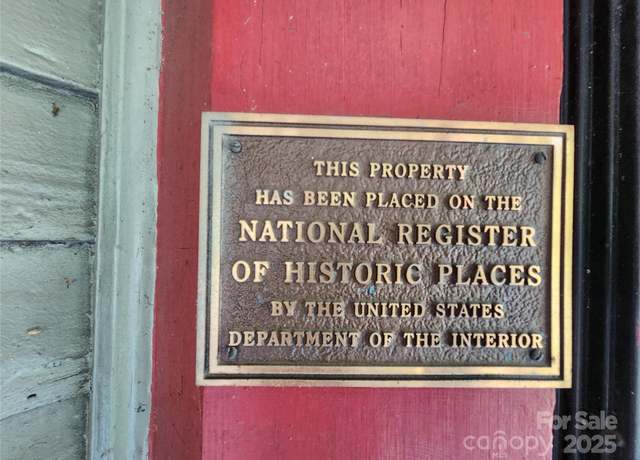 THIS PROPERTY
HAS BEEN PLACED ON THE
NATIONAL REGISTER
OF HISTORIC PLACES
BY THE UNITED STATES
DEPARTMENT OF THE INTERIOR
For Sale
canopy 2025
MLS